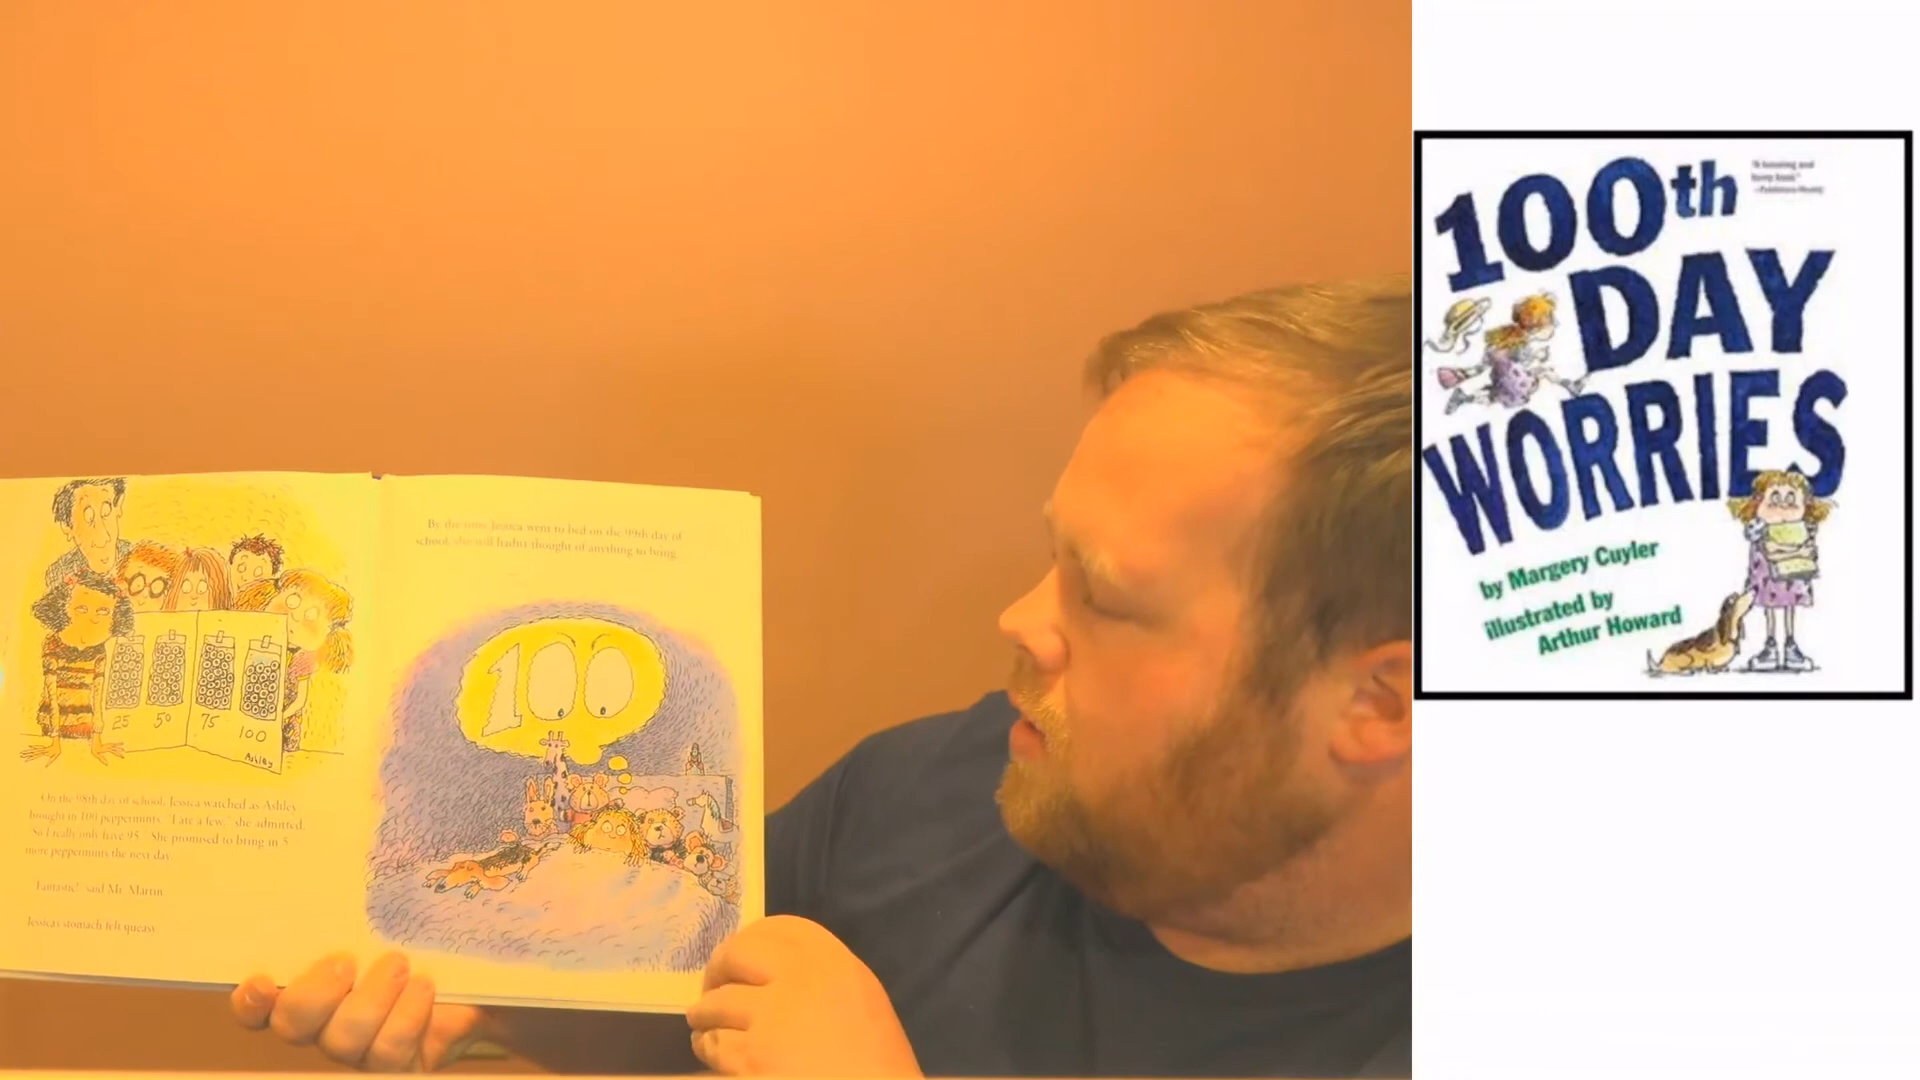 25 50 75 100
Ashley
On the 98th day of school, Jessica watched as Ashley
brought in 100 peppermints. "I ate a few," she admitted.
"So I really only have 95." She promised to bring in 5
more peppermints the next day.
"Fantastic!" said Mr. Martin.
Jessica's stomach felt queasy.
By the time Jessica went to bed on the 99th day of
school, she still hadn't thought of anything to bring.
100
100th
DAY
WORRIES
by Margery Cuyler
illustrated by
Arthur Howard